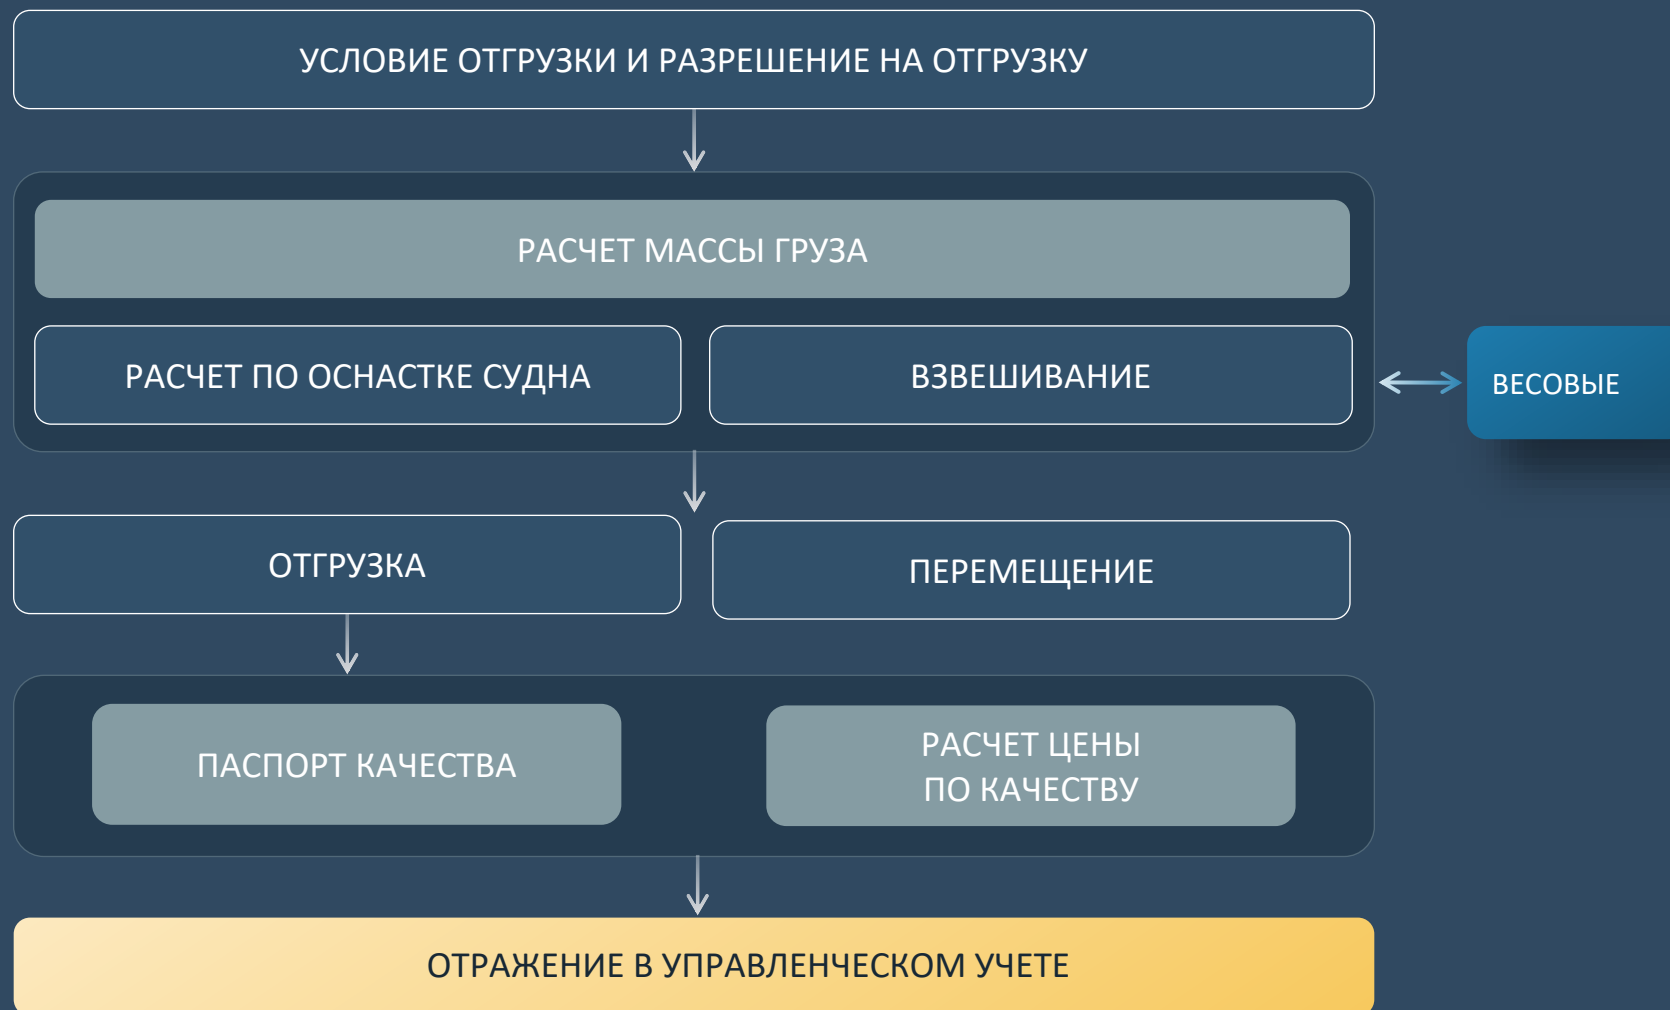 УСЛОВИЕ ОТГРУЗКИ И РАЗРЕШЕНИЕ НА ОТГРУЗКУ
РАСЧЕТ МАССЫ ГРУЗА
РАСЧЕТ ПО ОСНАСТКЕ СУДНА
ВЗВЕШИВАНИЕ
ВЕСОВЫЕ
ОТГРУЗКА
ПЕРЕМЕЩЕНИЕ
ПАСПОРТ КАЧЕСТВА
РАСЧЕТ ЦЕНЫ
ПО КАЧЕСТВУ
ОТРАЖЕНИЕ В УПРАВЛЕНЧЕСКОМ УЧЕТЕ